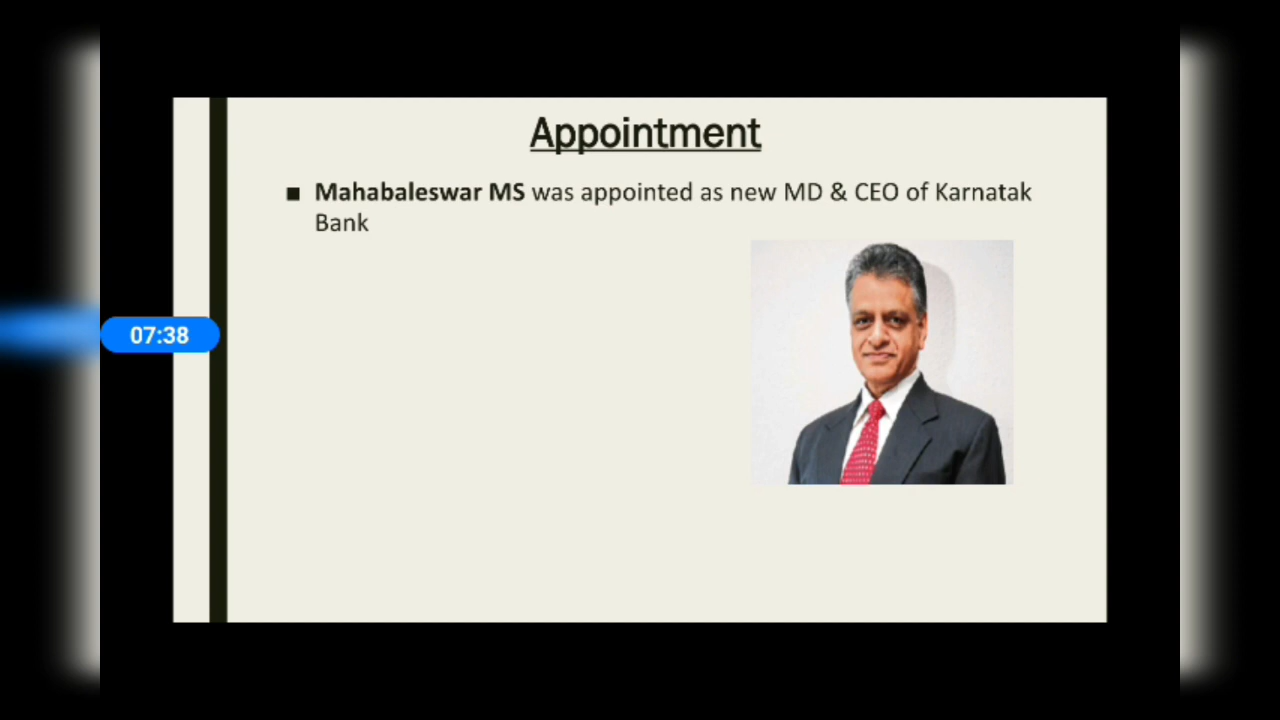 Appointment
■ Mahabaleswar MS was appointed as new MD & CEO of Karnatak
Bank
07:38